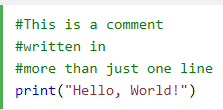 #This is a comment
#written in
#more than just one line
print("Hello, World!")